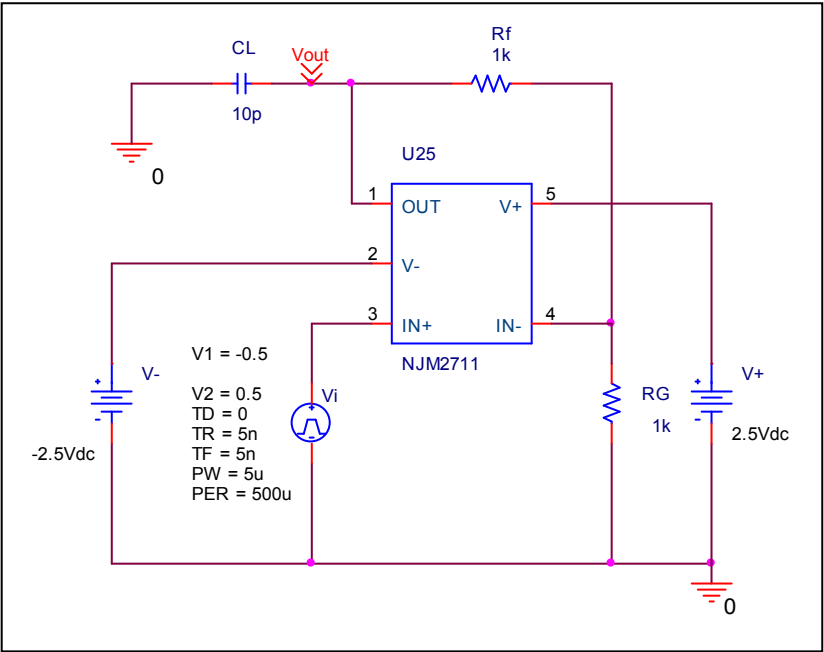 CL
Vout
Rf
1k
10p
0
U25
1
OUT
V+
5
2
V-
3
IN+
IN-
4
NJM2711
V1 = -0.5
V2 = 0.5
TD = 0
TR = 5n
TF = 5n
PW = 5u
PER = 500u
+
V-
-
-2.5Vdc
Vi
+
-
RG
1k
+
V+
-
2.5Vdc
0